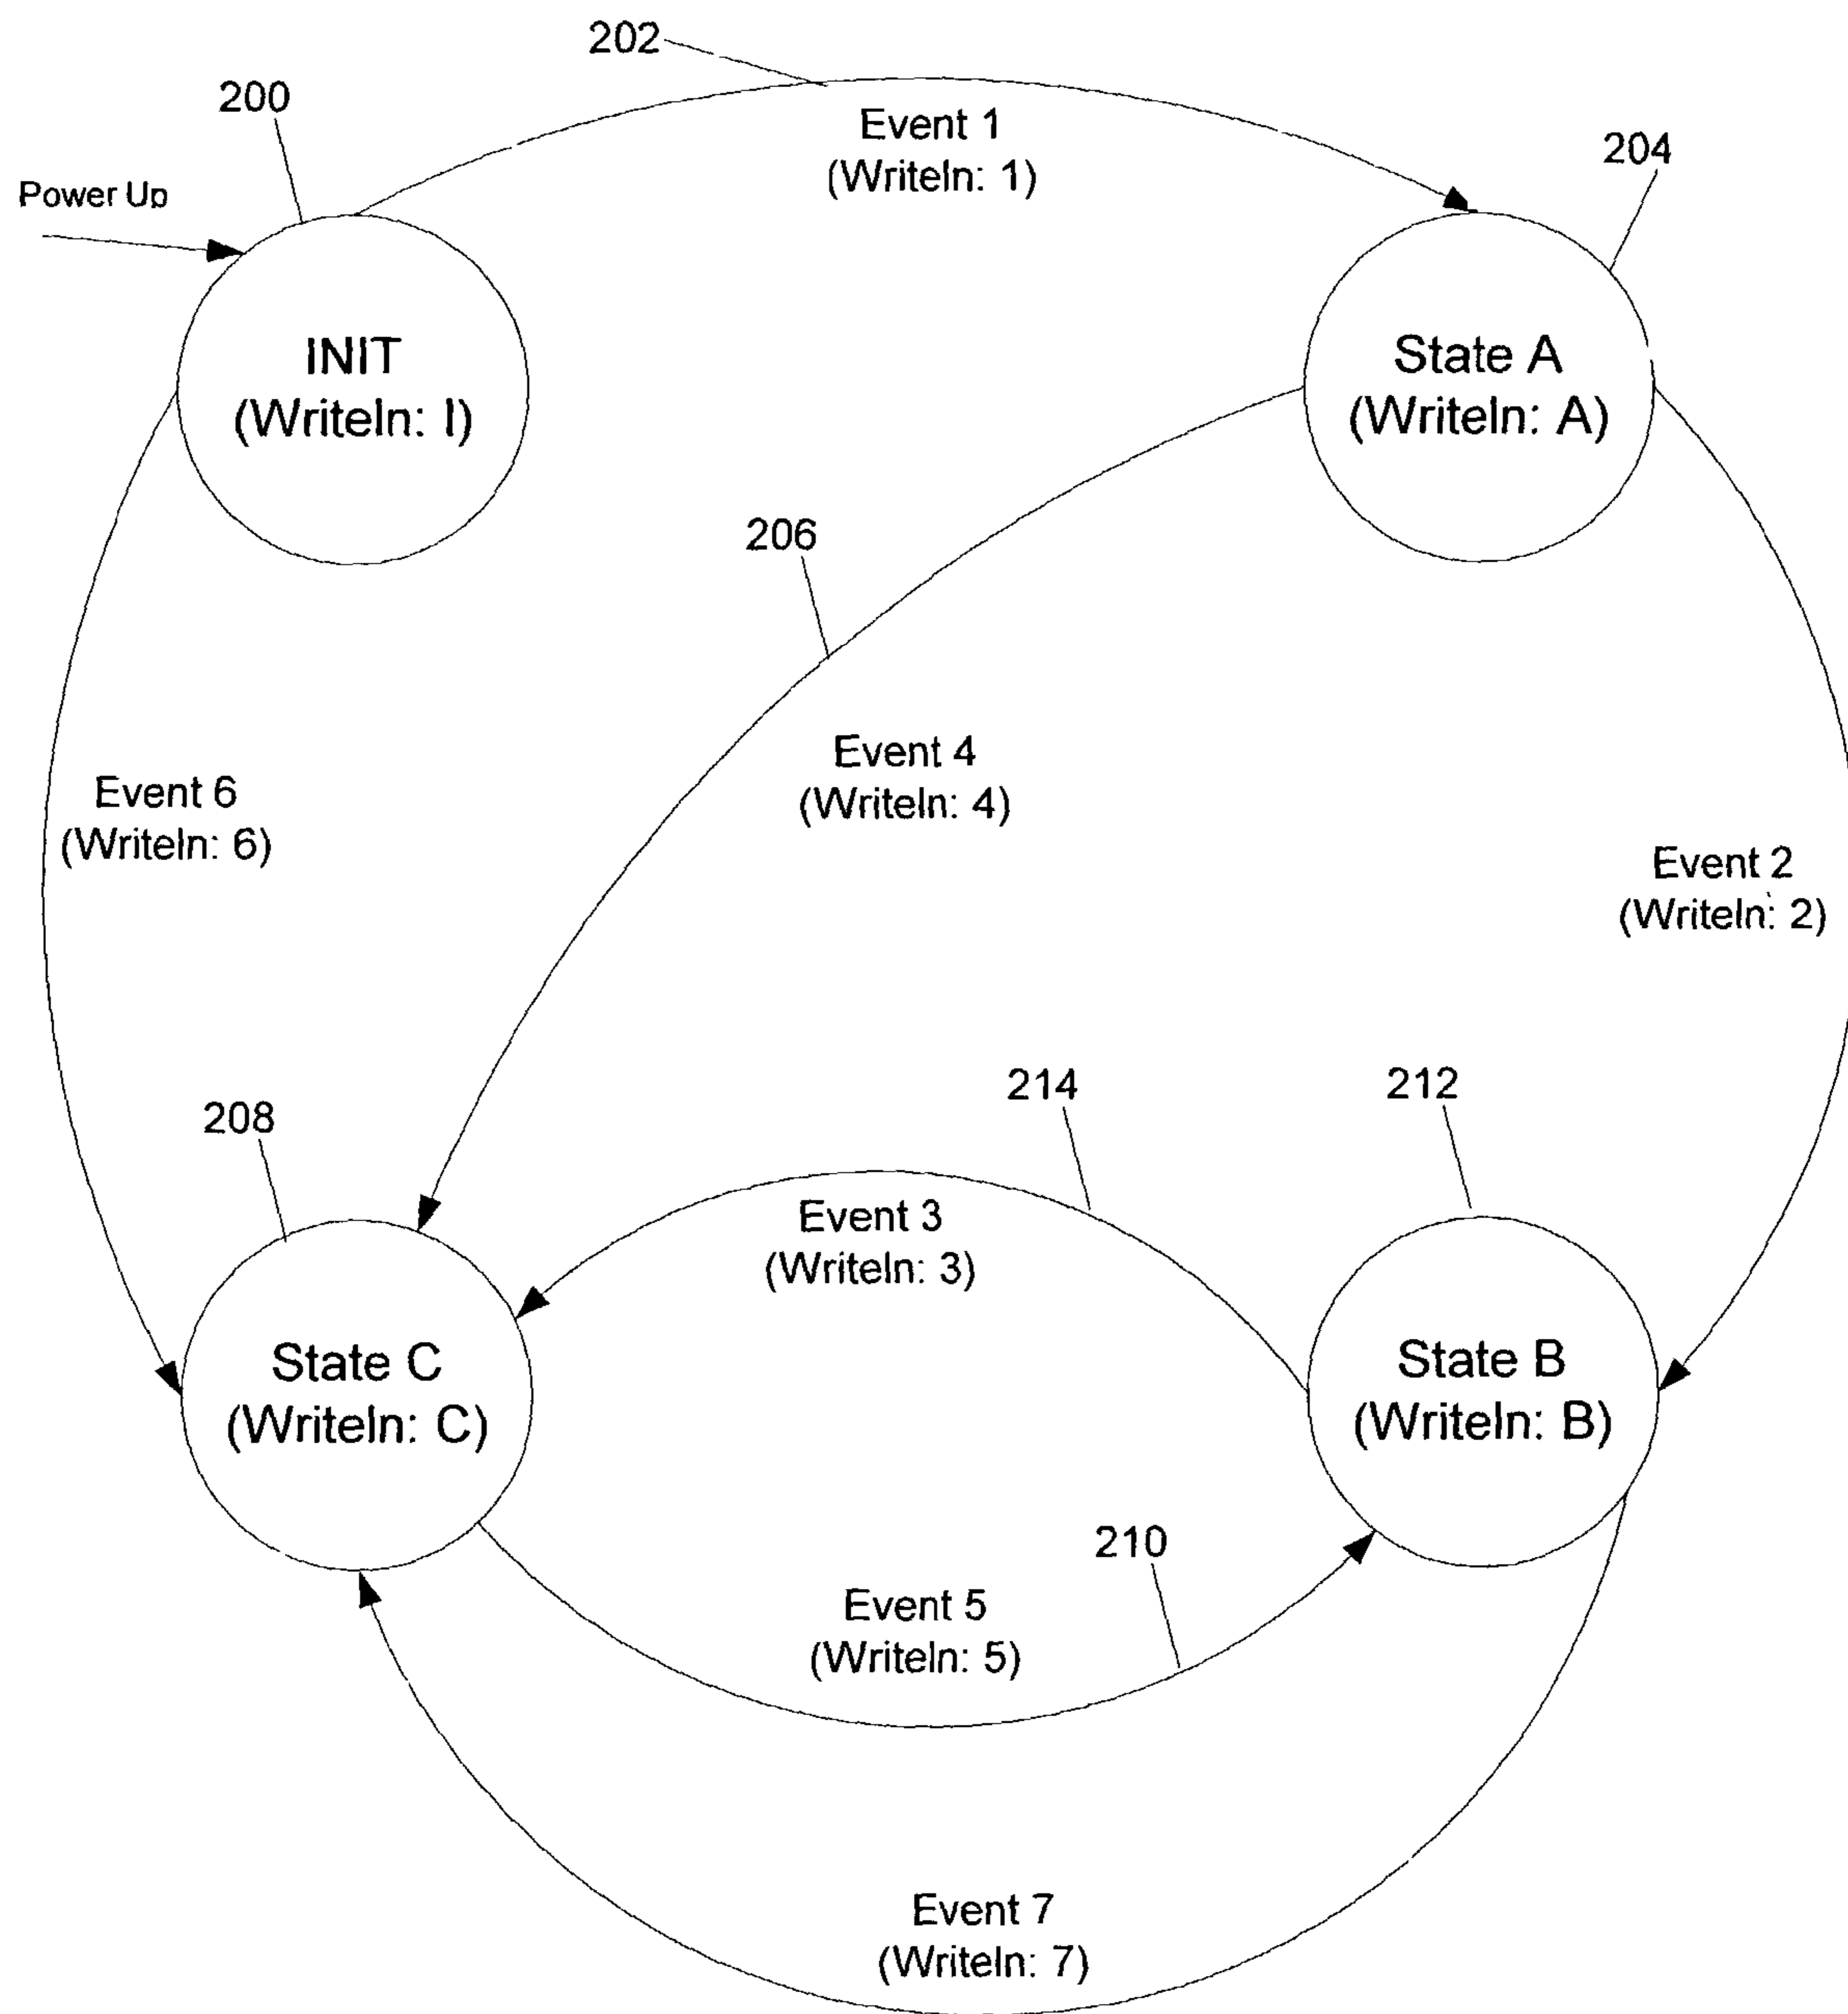 202
200
Event 1
(Writeln: 1)
204
Power Up
INIT
(Writeln: I)
State A
(Writeln: A)
206
Event 4
(Writeln: 4)
Event 6
(Writeln: 6)
Event 2
(Writeln: 2)
214
212
208
Event 3
(Writeln: 3)
State C
(Writeln: C)
State B
(Writeln: B)
210
Event 5
(Writeln: 5)
Event 7
(Writeln: 7)